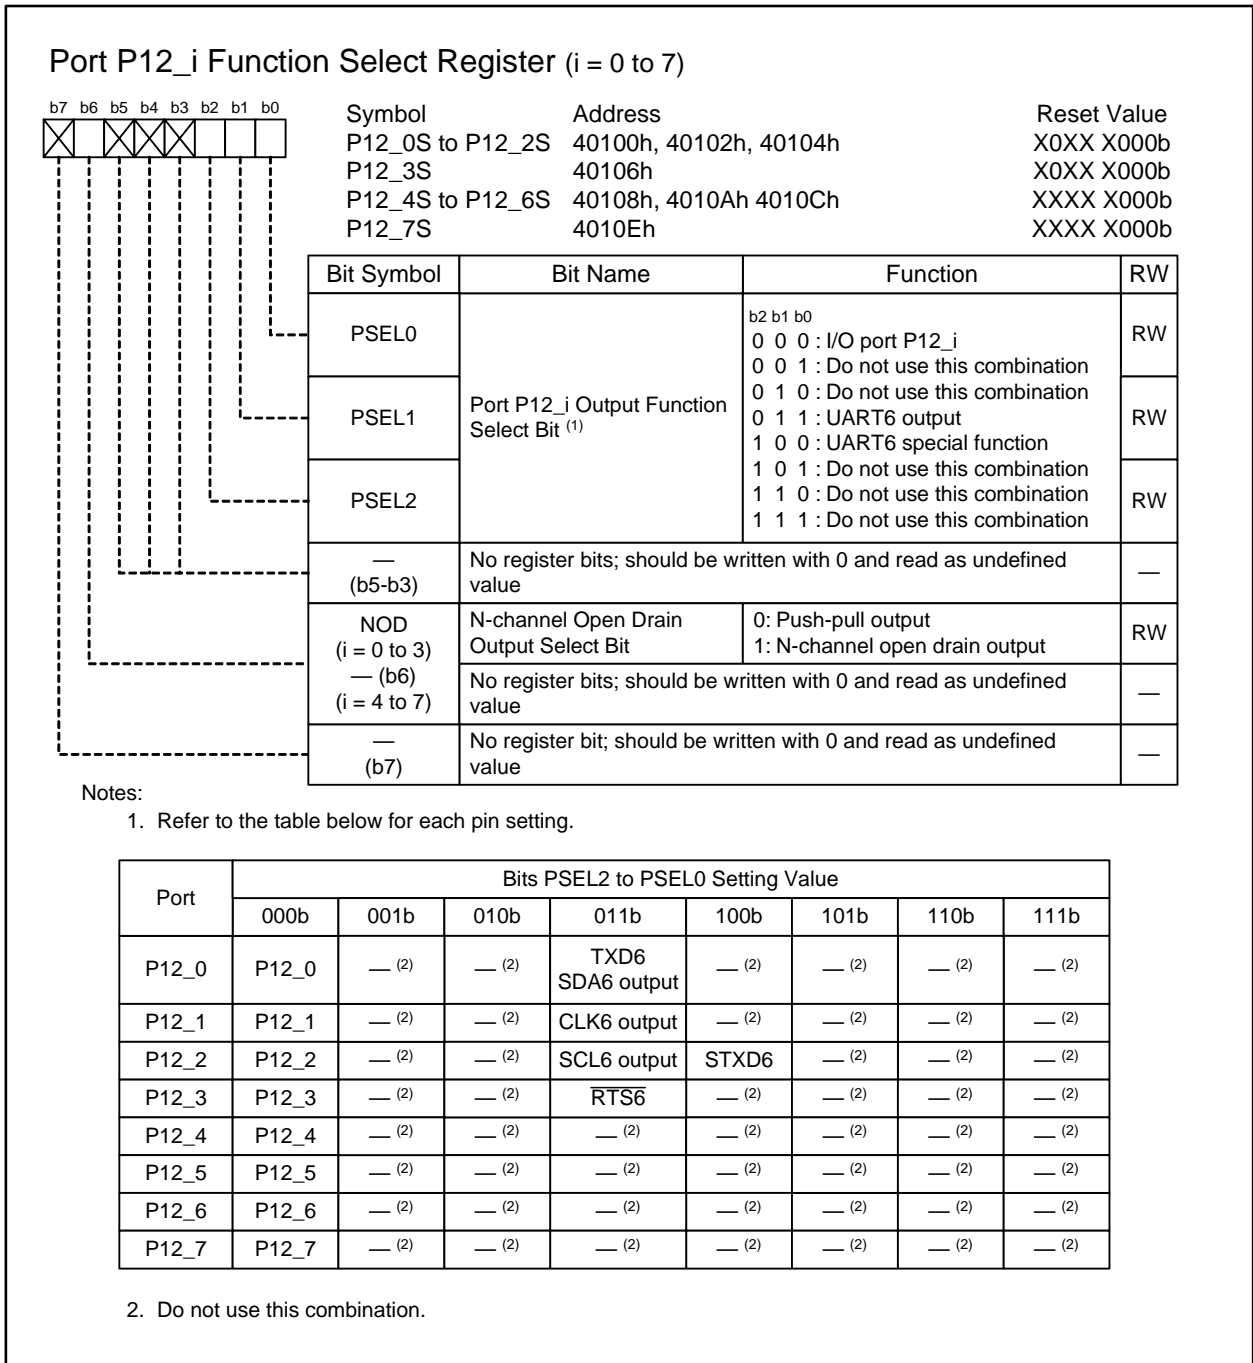 Port P12_i Function Select Register (i = 0 to 7)
b7 b6 b5 b4 b3 b2 b1 b0
Symbol Address Reset Value
P12_0S to P12_2S 40100h, 40102h, 40104h X0XX X000b
P12_3S 40106h X0XX X000b
P12_4S to P12_6S 40108h, 4010Ah 4010Ch XXXX X000b
P12_7S 4010Eh XXXX X000b
Bit Symbol Bit Name Function RW
PSEL0 RW
PSEL1 RW
PSEL2 RW
Port P12_i Output Function
Select Bit (1)
b2 b1 b0
0 0 0 : I/O port P12_i
0 0 1 : Do not use this combination
0 1 0 : Do not use this combination
0 1 1 : UART6 output
1 0 0 : UART6 special function
1 0 1 : Do not use this combination
1 1 0 : Do not use this combination
1 1 1 : Do not use this combination
—
(b5-b3)
No register bits; should be written with 0 and read as undefined
value
—
NOD
(i = 0 to 3)
— (b6)
(i = 4 to 7)
N-channel Open Drain
Output Select Bit
0: Push-pull output
1: N-channel open drain output
RW
No register bits; should be written with 0 and read as undefined
value
—
—
(b7)
No register bit; should be written with 0 and read as undefined
value
—
Notes:
1. Refer to the table below for each pin setting.
Port Bits PSEL2 to PSEL0 Setting Value
000b 001b 010b 011b 100b 101b 110b 111b
P12_0 P12_0 — (2) — (2) TXD6 SDA6 output — (2) — (2) — (2) — (2)
P12_1 P12_1 — (2) — (2) CLK6 output — (2) — (2) — (2) — (2)
P12_2 P12_2 — (2) — (2) SCL6 output STXD6 — (2) — (2) — (2)
P12_3 P12_3 — (2) — (2) RTS6 — (2) — (2) — (2) — (2)
P12_4 P12_4 — (2) — (2) — (2) — (2) — (2) — (2) — (2)
P12_5 P12_5 — (2) — (2) — (2) — (2) — (2) — (2) — (2)
P12_6 P12_6 — (2) — (2) — (2) — (2) — (2) — (2) — (2)
P12_7 P12_7 — (2) — (2) — (2) — (2) — (2) — (2) — (2)
2. Do not use this combination.